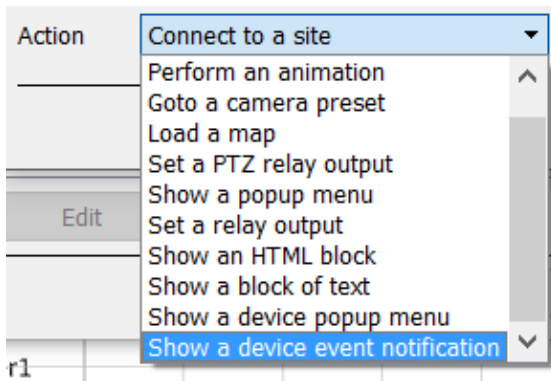 Action Connect to a site
Perform an animation
Goto a camera preset
Load a map
Set a PTZ relay output
Show a popup menu
Edit
Set a relay output
Show an HTML block
Show a block of text
Show a device popup menu
Show a device event notification
r1